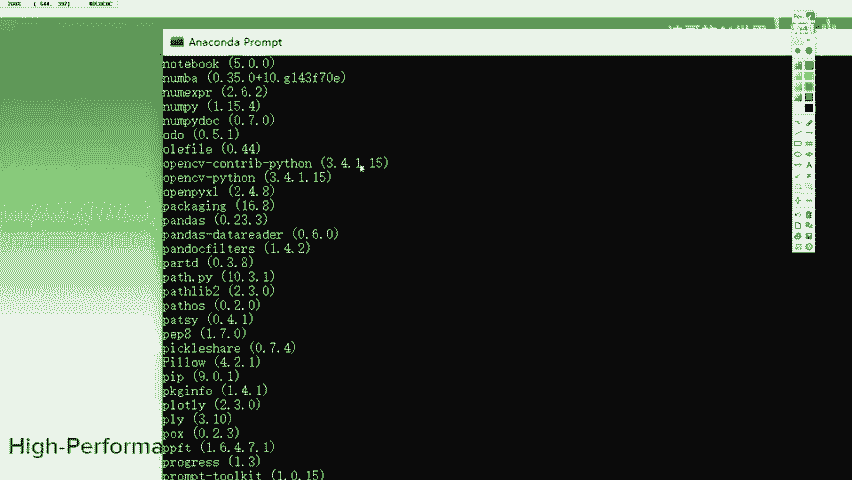 Anaconda Prompt
notebook (5.0.0)
numba (0.35.0+10.g143f70e)
numexpr (2.6.2)
numpy (1.15.4)
numpydoc (0.7.0)
odo (0.5.1)
olefile (0.44)
opencv-contrib-python (3.4.1.15)
opencv-python (3.4.1.15)
openpyxl (2.4.8)
packaging (16.8)
pandas (0.23.3)
pandas-datareader (0.6.0)
pandocfilters (1.4.2)
partd (0.3.8)
path.py (10.3.1)
pathlib2 (2.3.0)
pathos (0.2.0)
patsy (0.4.1)
pep8 (1.7.0)
pickleshare (0.7.4)
Pillow (4.2.1)
pip (9.0.1)
pkginfo (1.4.1)
plotly (2.3.0)
ply (3.10)
pox (0.2.3)
High-Performa
ppft (1.6.4.7.1)
progress (1.3)
prompt-toolkit (1.0.15)